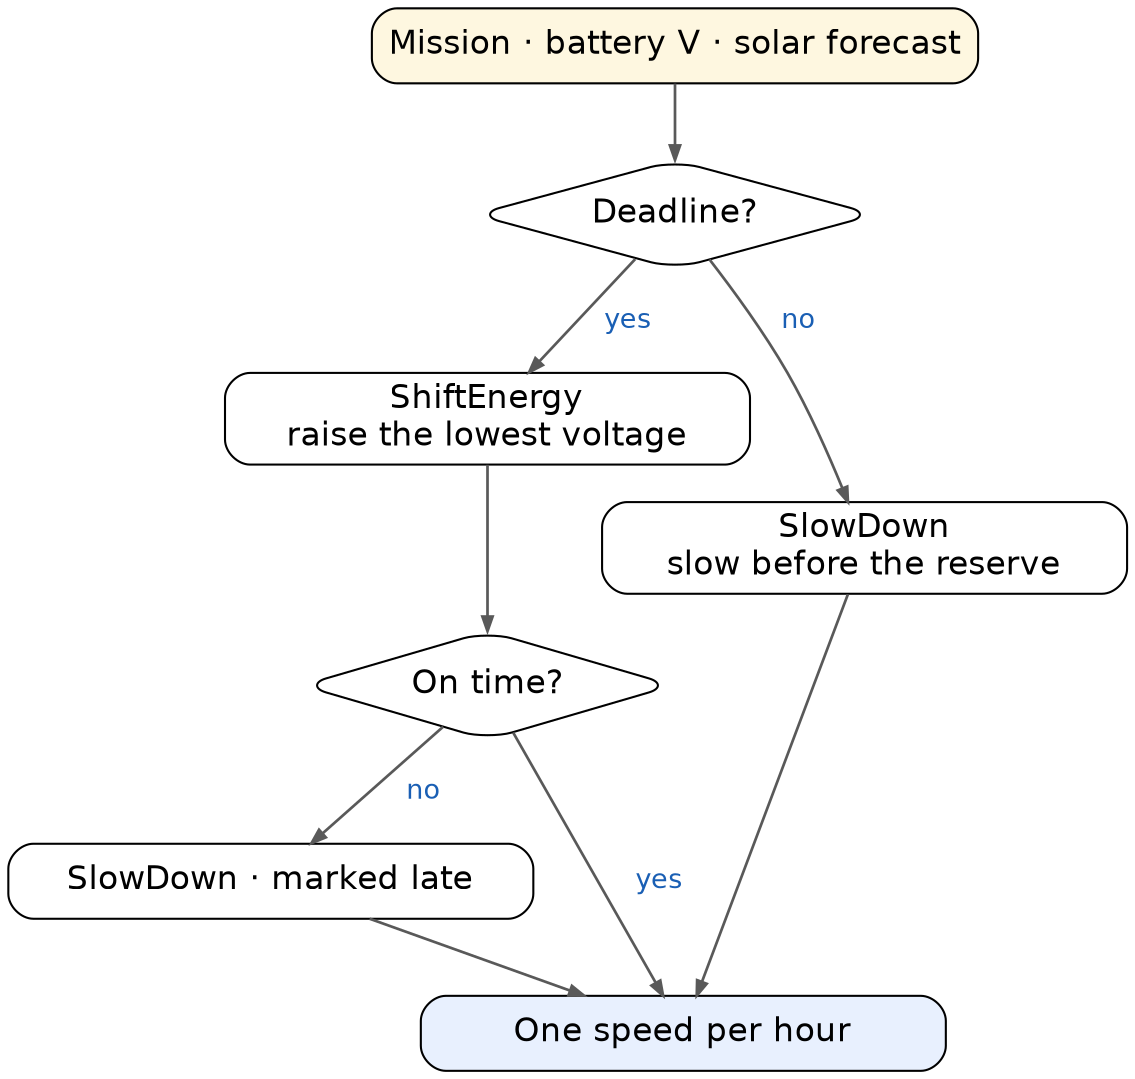 Mission · battery V · solar forecast
Deadline?
yes
no
ShiftEnergy
raise the lowest voltage
SlowDown
slow before the reserve
On time?
no
SlowDown · marked late
yes
One speed per hour